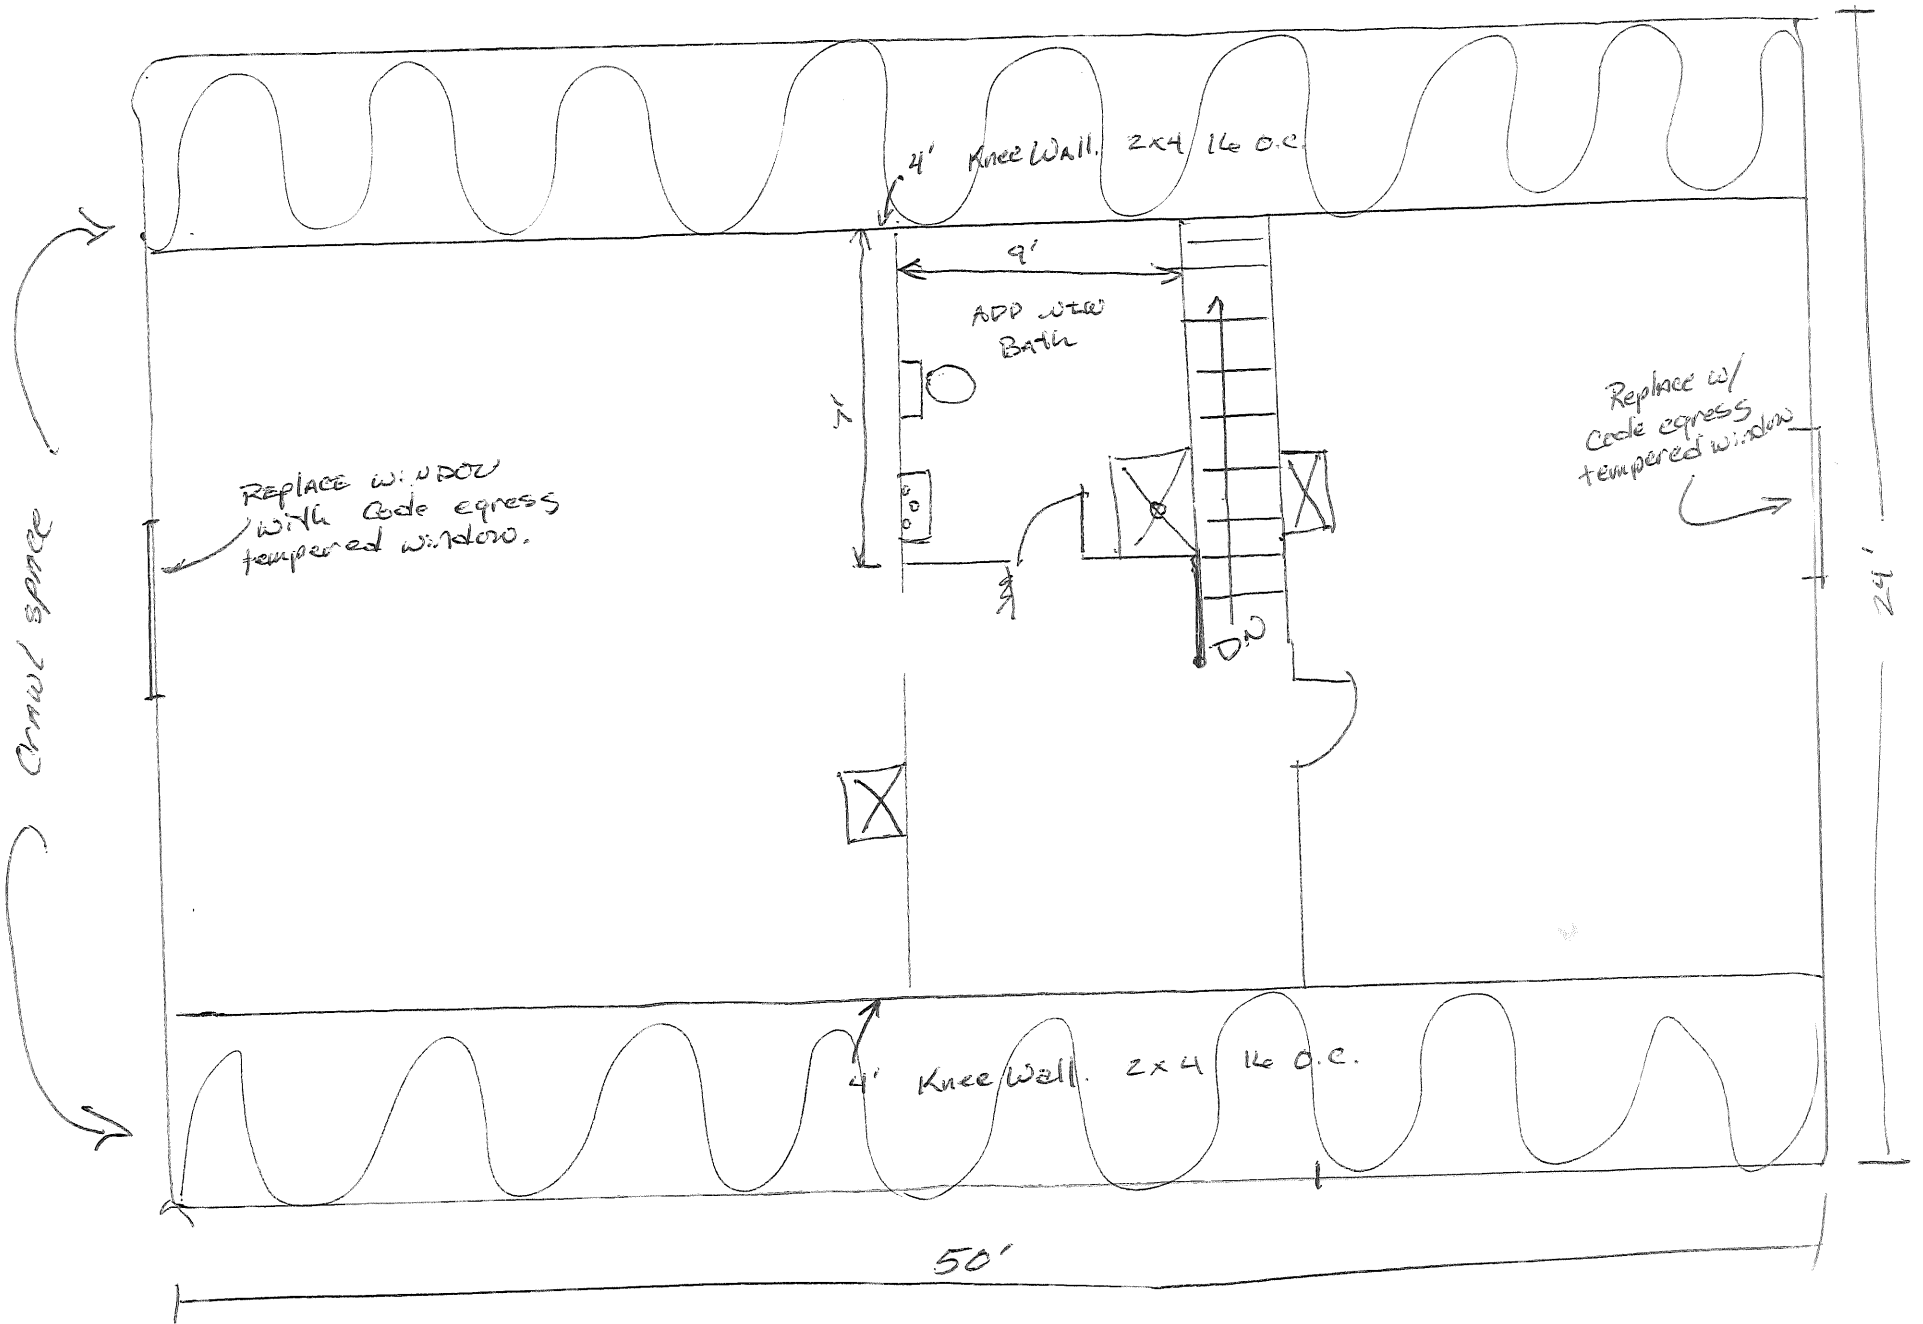 4' Knee Wall. 2x4 16 O.C.
9'
ADD NEW
Bath
7'
Replace w/
Code egress
tempered window
REPLACE WINDOW
with Code egress
tempered window.
Crawl space
24'
DN
4' Knee Wall. 2x4 16 O.C.
50'